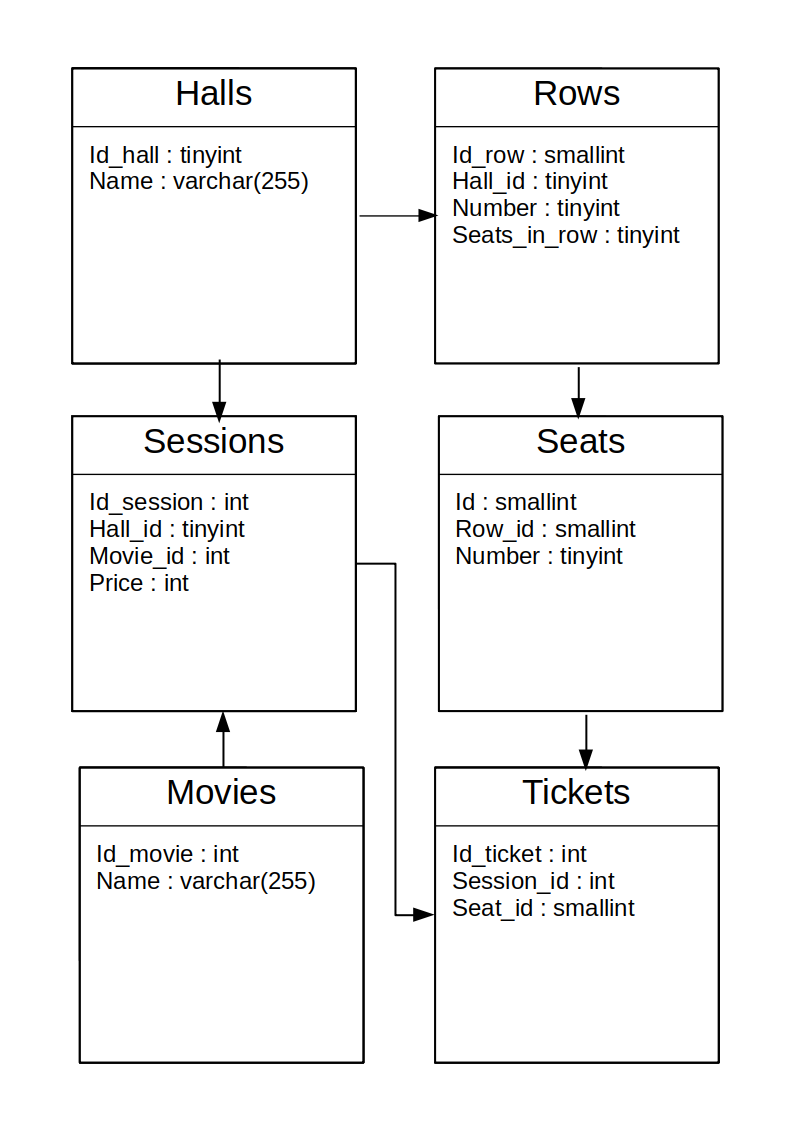 Halls
Id_hall : tinyint
Name : varchar(255)
Rows
Id_row : smallint
Hall_id : tinyint
Number : tinyint
Seats_in_row : tinyint
Sessions
Id_session : int
Hall_id : tinyint
Movie_id : int
Price : int
Seats
Id : smallint
Row_id : smallint
Number : tinyint
Movies
Id_movie : int
Name : varchar(255)
Tickets
Id_ticket : int
Session_id : int
Seat_id : smallint